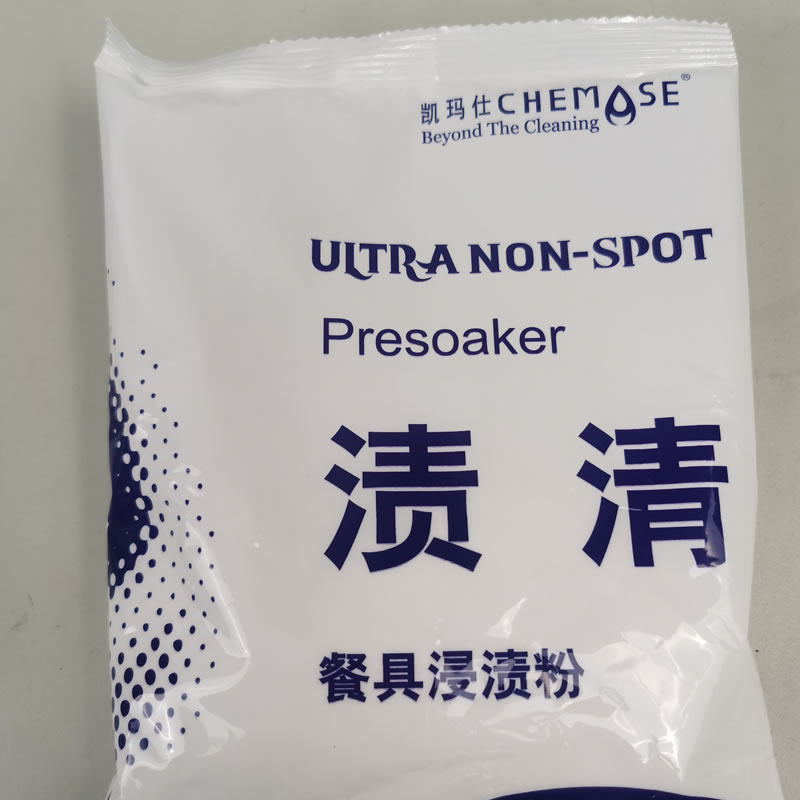 凯玛仕CHEMASE®
Beyond The Cleaning
ULTRA NON-SPOT
Presoaker
渍清
餐具浸渍粉